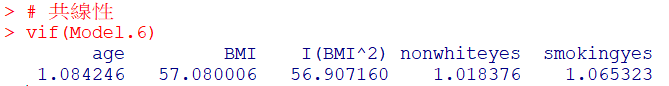 > # 共線性
> vif(Model.6)
age BMI I(BMI^2) nonwhiteyes smokingyes
1.084246 57.080006 56.907160 1.018376 1.065323